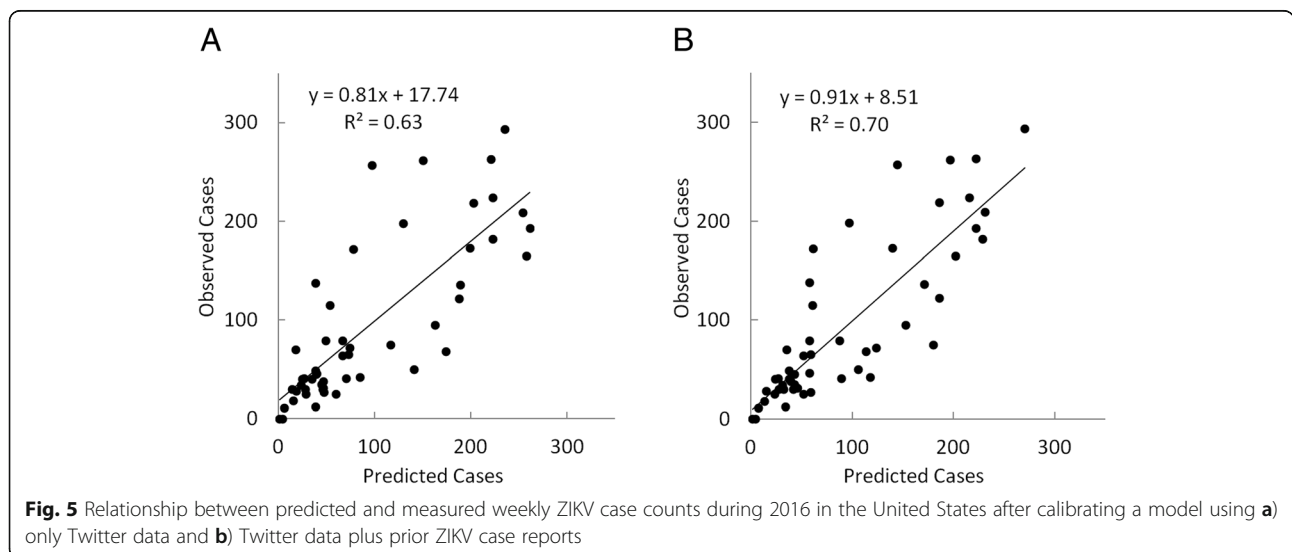 A
B
y = 0.81x + 17.74
R² = 0.63
y = 0.91x + 8.51
R² = 0.70
Observed Cases
300
200
100
0
0 100 200 300
Predicted Cases
Observed Cases
300
200
100
0
0 100 200 300
Predicted Cases
Fig. 5 Relationship between predicted and measured weekly ZIKV case counts during 2016 in the United States after calibrating a model using a)
only Twitter data and b) Twitter data plus prior ZIKV case reports